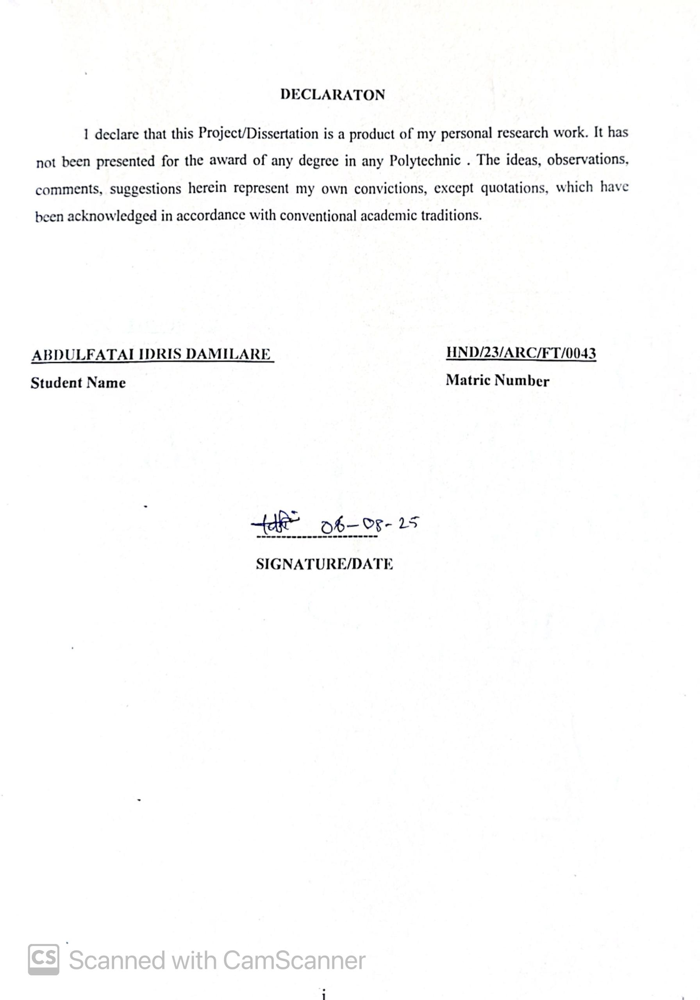 DECLARATON
I declare that this Project/Dissertation is a product of my personal research work. It has
not been presented for the award of any degree in any Polytechnic . The ideas, observations,
comments, suggestions herein represent my own convictions, except quotations, which have
been acknowledged in accordance with conventional academic traditions.
ABDULFATAI IDRIS DAMILARE HND/23/ARC/FT/0043
Student Name Matric Number
08-25
SIGNATURE/DATE
CS Scanned with CamScanner
i